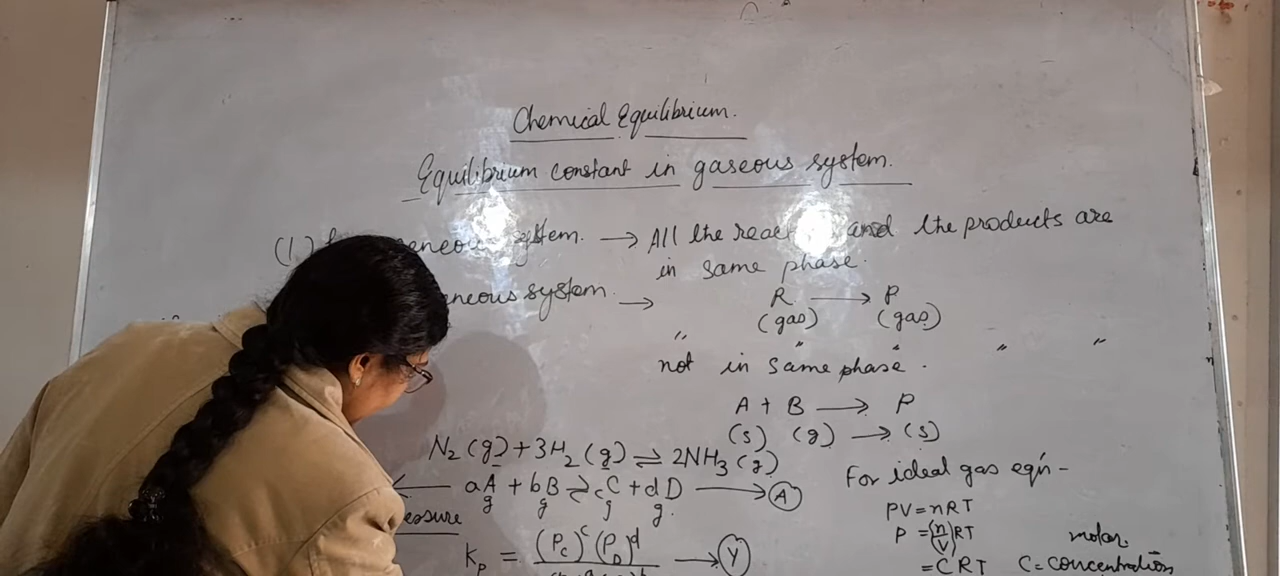 Chemical Equilibrium.
Equilibrium constant in gaseous system.
(1.) system. → All the and the products are
in same phase.
system. →
R → P
(gas) (gas)
" " " " "
not in same phase.
A + B → P
(s) (g) → (s)
N2(g) + 3H2(g) ⇌ 2NH3(g)
← aA + bB ⇌ cC + dD → (A)
g g g g.
Kp = (PC)^c (PD)^d → (Y)
For ideal gas eqn -
PV = nRT
P = (n/V)RT
molar.
= CRT C = concentration